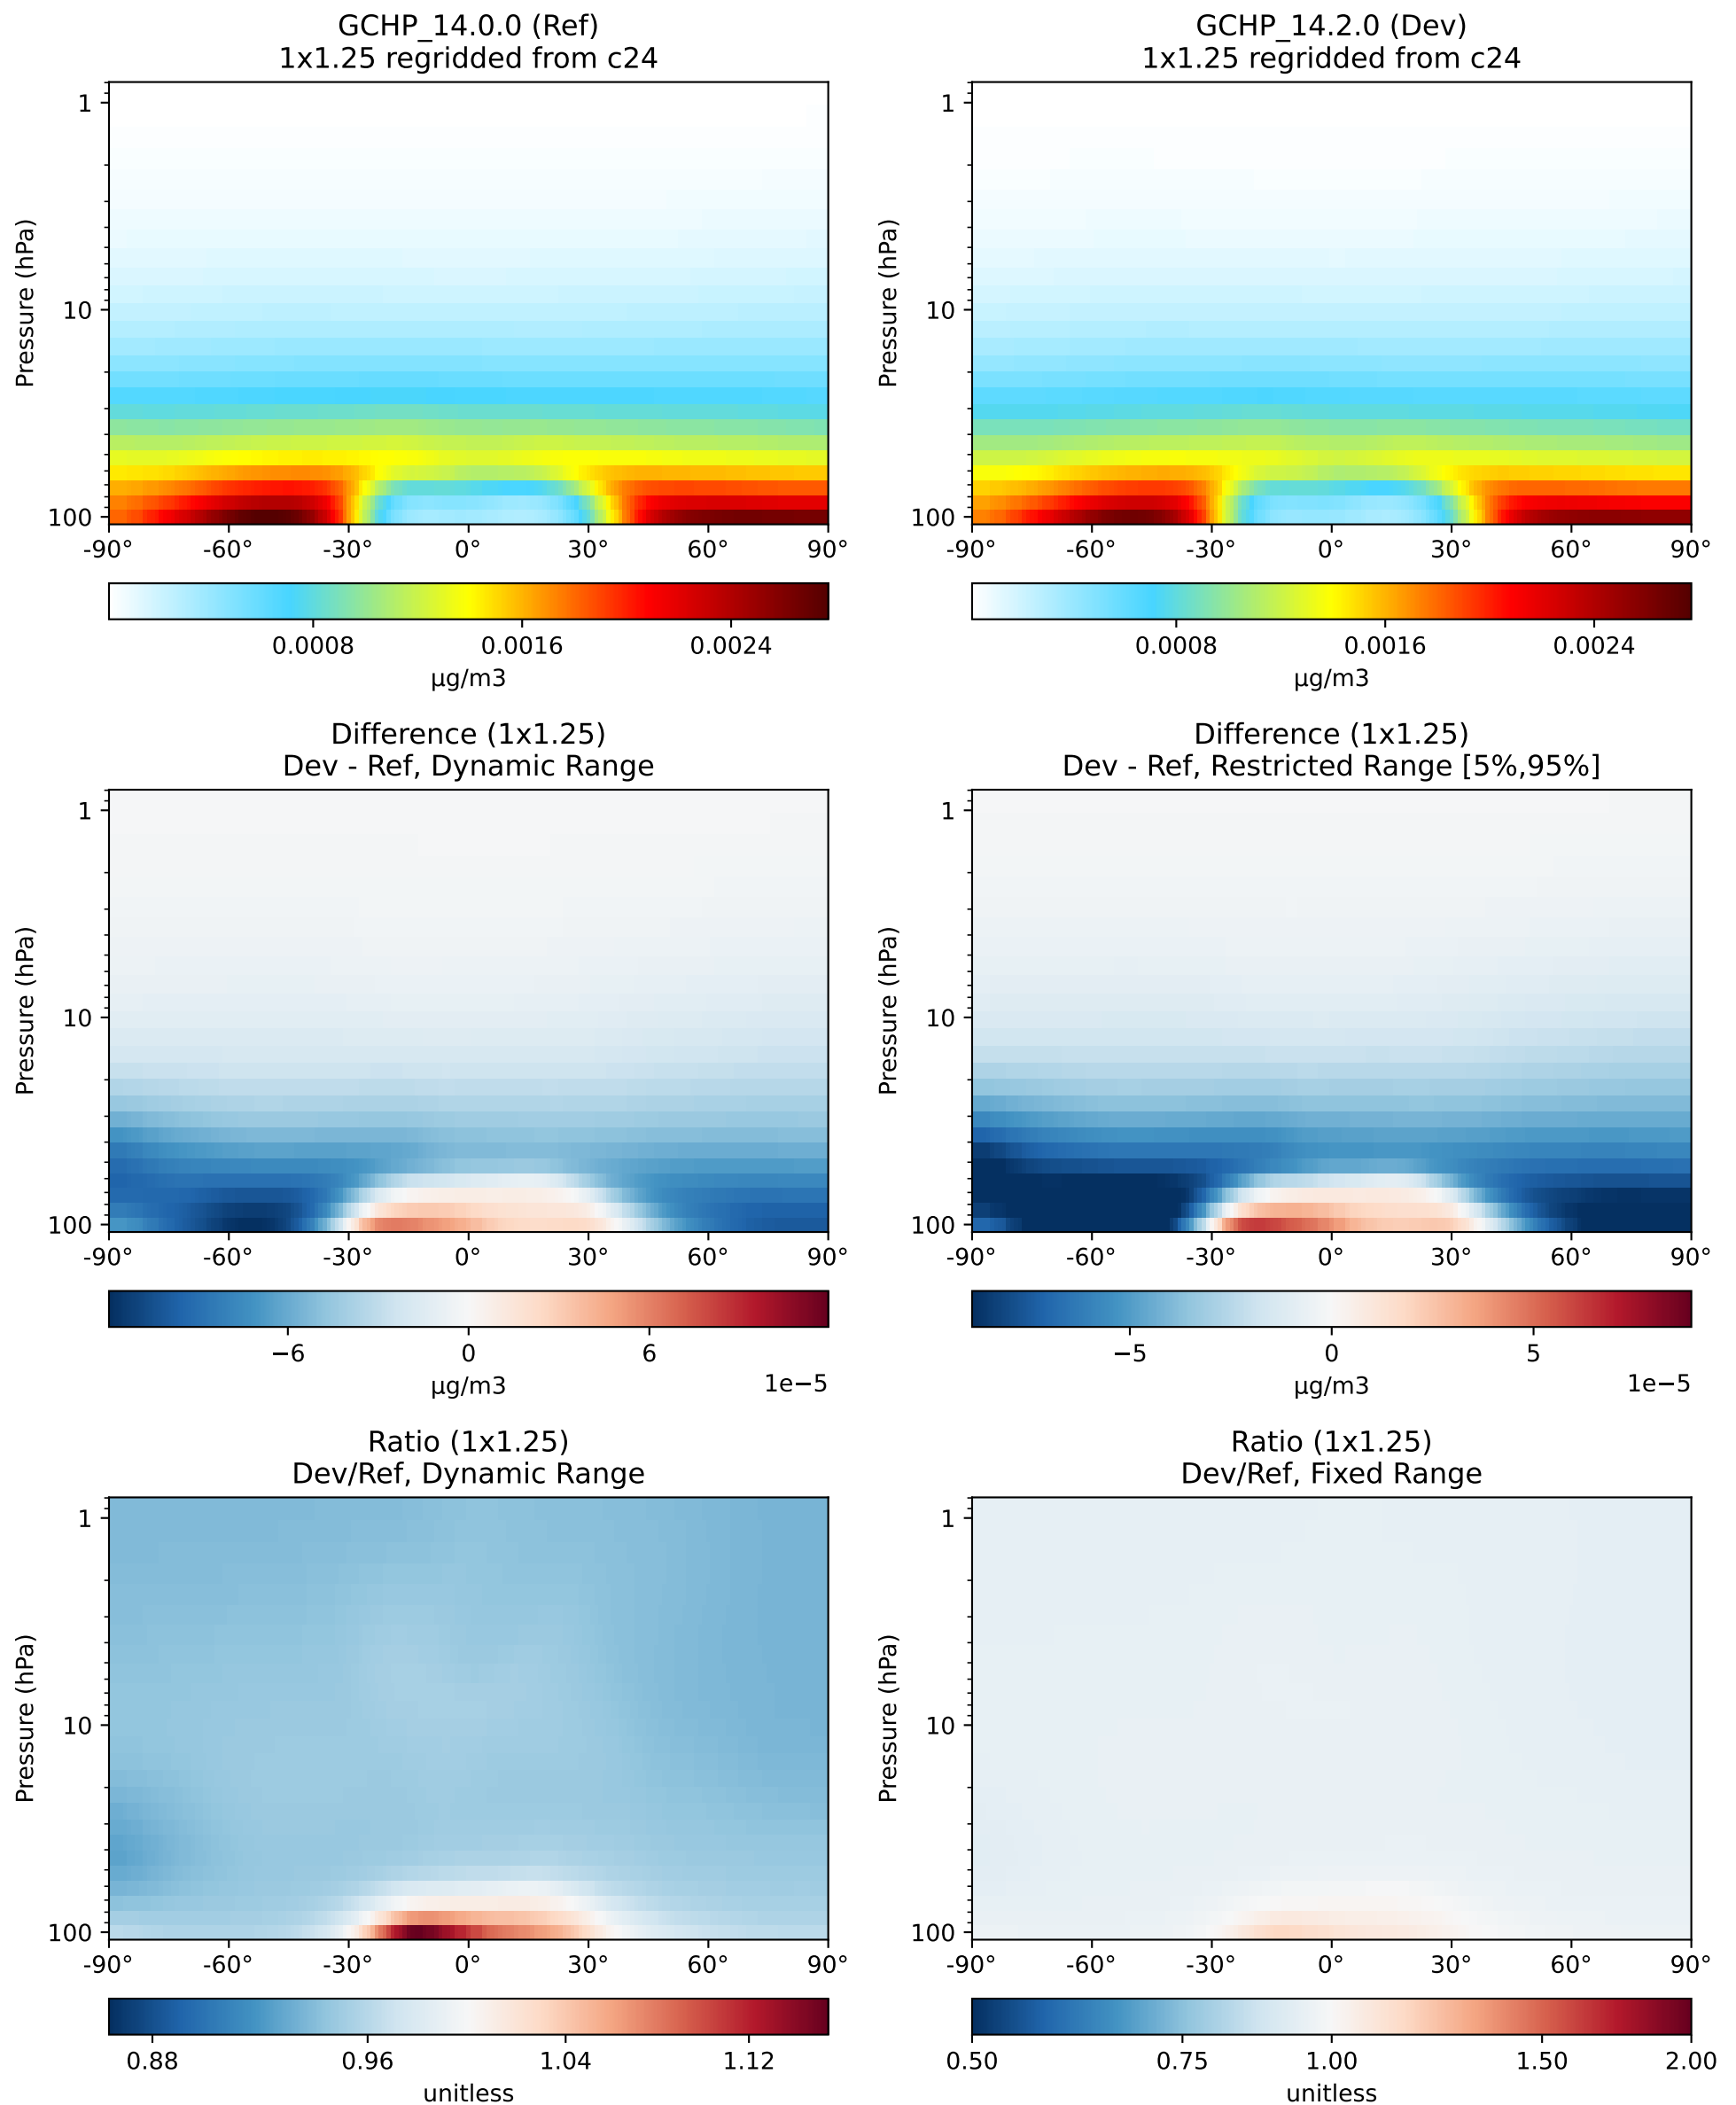 GCHP_14.0.0 (Ref)
1x1.25 regridded from c24
Pressure (hPa)
1
10
100
-90° -60° -30° 0° 30° 60° 90°
0.0008 0.0016 0.0024
μg/m3
GCHP_14.2.0 (Dev)
1x1.25 regridded from c24
Pressure (hPa)
1
10
100
-90° -60° -30° 0° 30° 60° 90°
0.0008 0.0016 0.0024
μg/m3
Difference (1x1.25)
Dev - Ref, Dynamic Range
Pressure (hPa)
1
10
100
-90° -60° -30° 0° 30° 60° 90°
−6 0 6
μg/m3 1e−5
Difference (1x1.25)
Dev - Ref, Restricted Range [5%,95%]
Pressure (hPa)
1
10
100
-90° -60° -30° 0° 30° 60° 90°
−5 0 5
μg/m3 1e−5
Ratio (1x1.25)
Dev/Ref, Dynamic Range
Pressure (hPa)
1
10
100
-90° -60° -30° 0° 30° 60° 90°
0.88 0.96 1.04 1.12
unitless
Ratio (1x1.25)
Dev/Ref, Fixed Range
Pressure (hPa)
1
10
100
-90° -60° -30° 0° 30° 60° 90°
0.50 0.75 1.00 1.50 2.00
unitless